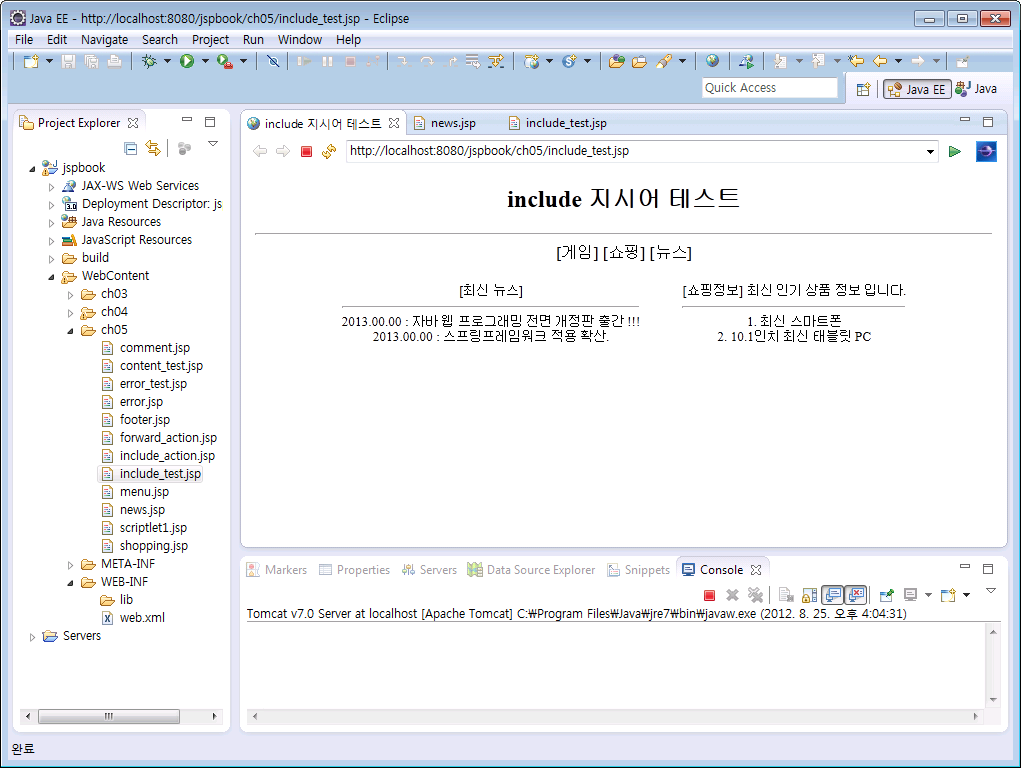 Java EE - http://localhost:8080/jspbook/ch05/include_test.jsp - Eclipse
File Edit Navigate Search Project Run Window Help
Quick Access
Java EE
Java
Project Explorer
jspbook
JAX-WS Web Services
3.0 Deployment Descriptor: js
Java Resources
JavaScript Resources
build
WebContent
ch03
ch04
ch05
comment.jsp
content_test.jsp
error_test.jsp
error.jsp
footer.jsp
forward_action.jsp
include_action.jsp
include_test.jsp
menu.jsp
news.jsp
scriptlet1.jsp
shopping.jsp
META-INF
WEB-INF
lib
web.xml
Servers
include 지시어 테스트
news.jsp
include_test.jsp
http://localhost:8080/jspbook/ch05/include_test.jsp
include 지시어 테스트
[게임] [쇼핑] [뉴스]
[최신 뉴스]
2013.00.00 : 자바 웹 프로그래밍 전면 개정판 출간 !!!
2013.00.00 : 스프링프레임워크 적용 확산.
[쇼핑정보] 최신 인기 상품 정보 입니다.
1. 최신 스마트폰
2. 10.1인치 최신 태블릿 PC
Markers Properties Servers Data Source Explorer Snippets Console
Tomcat v7.0 Server at localhost [Apache Tomcat] C:₩Program Files₩Java₩jre7₩bin₩javaw.exe (2012. 8. 25. 오후 4:04:31)
완료